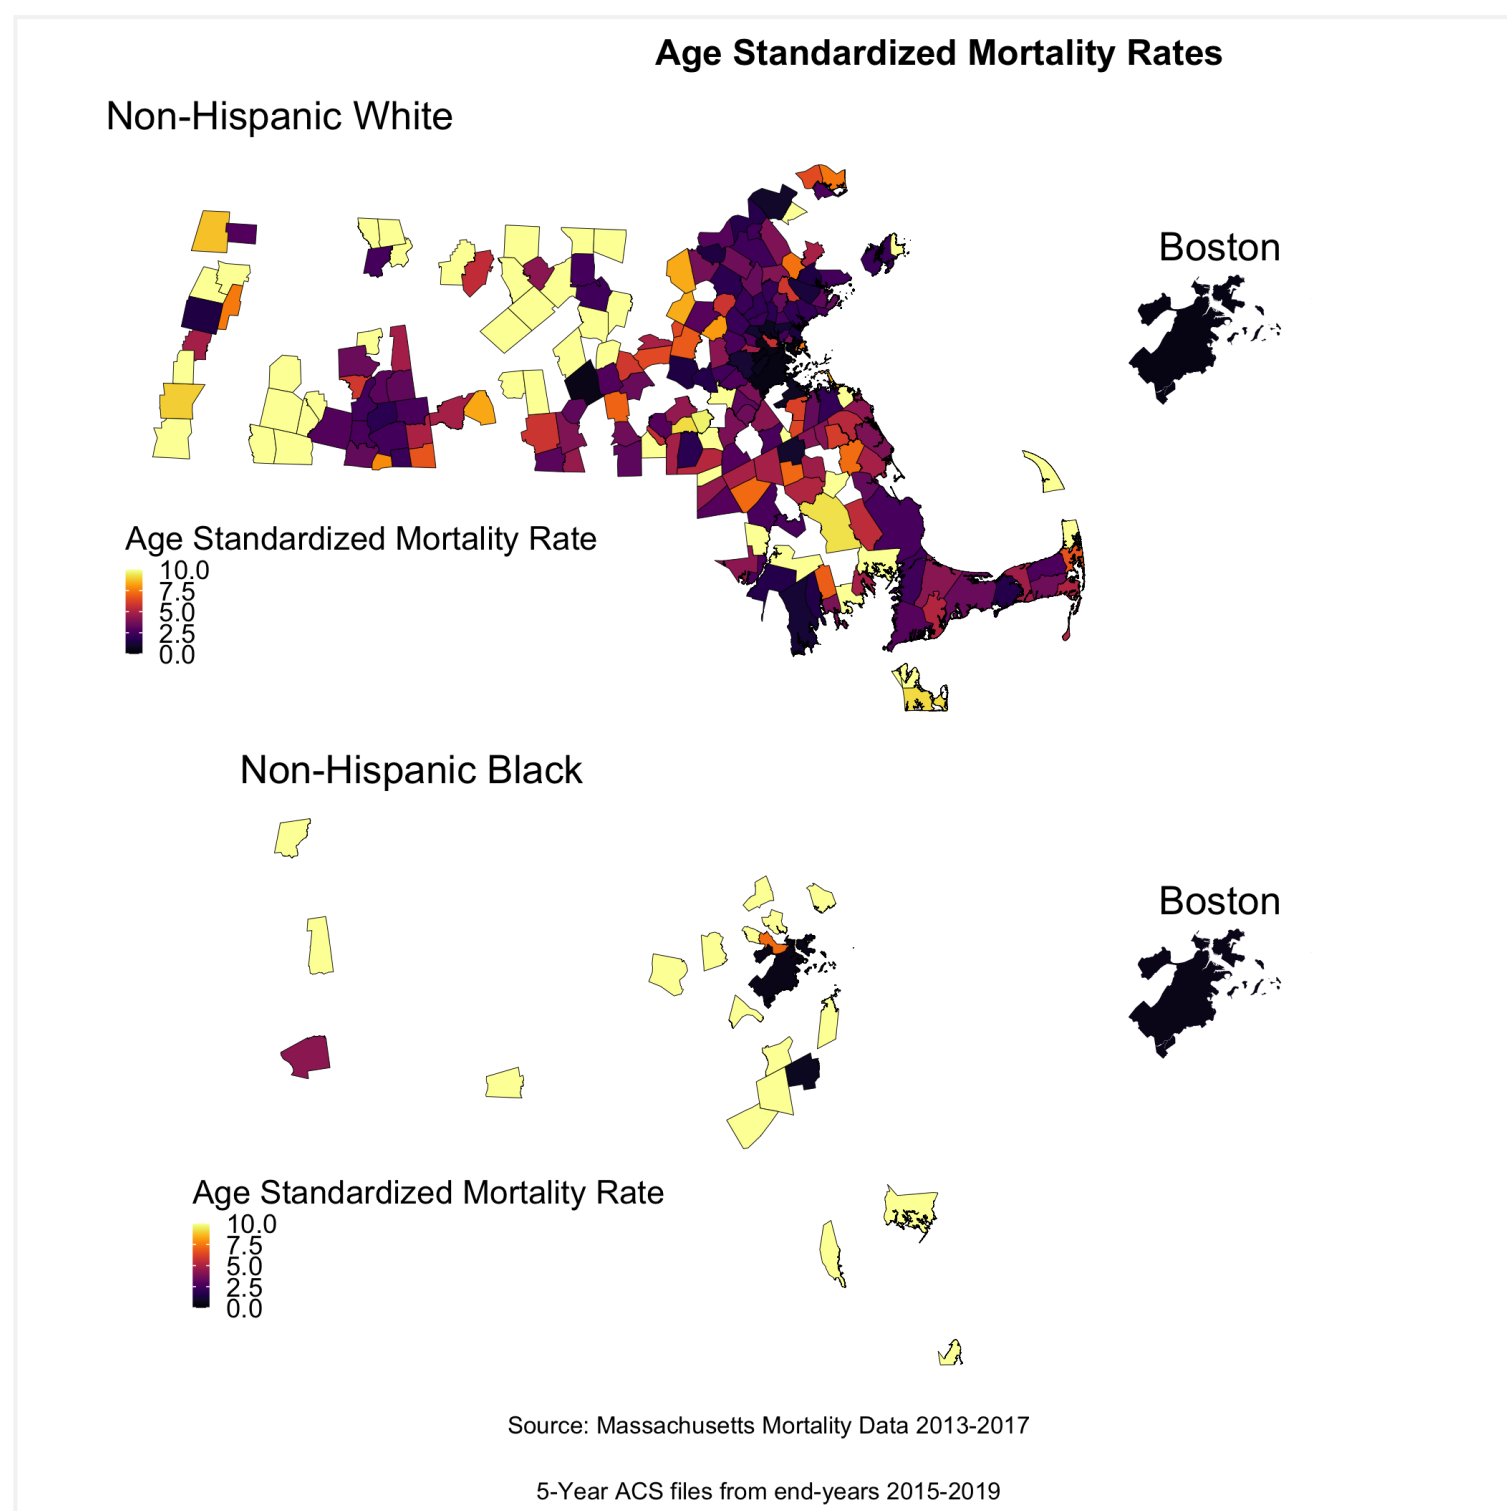 Age Standardized Mortality Rates
Non-Hispanic White
Boston
Age Standardized Mortality Rate
10.0
7.5
5.0
2.5
0.0
Non-Hispanic Black
Boston
Age Standardized Mortality Rate
10.0
7.5
5.0
2.5
0.0
Source: Massachusetts Mortality Data 2013-2017
5-Year ACS files from end-years 2015-2019